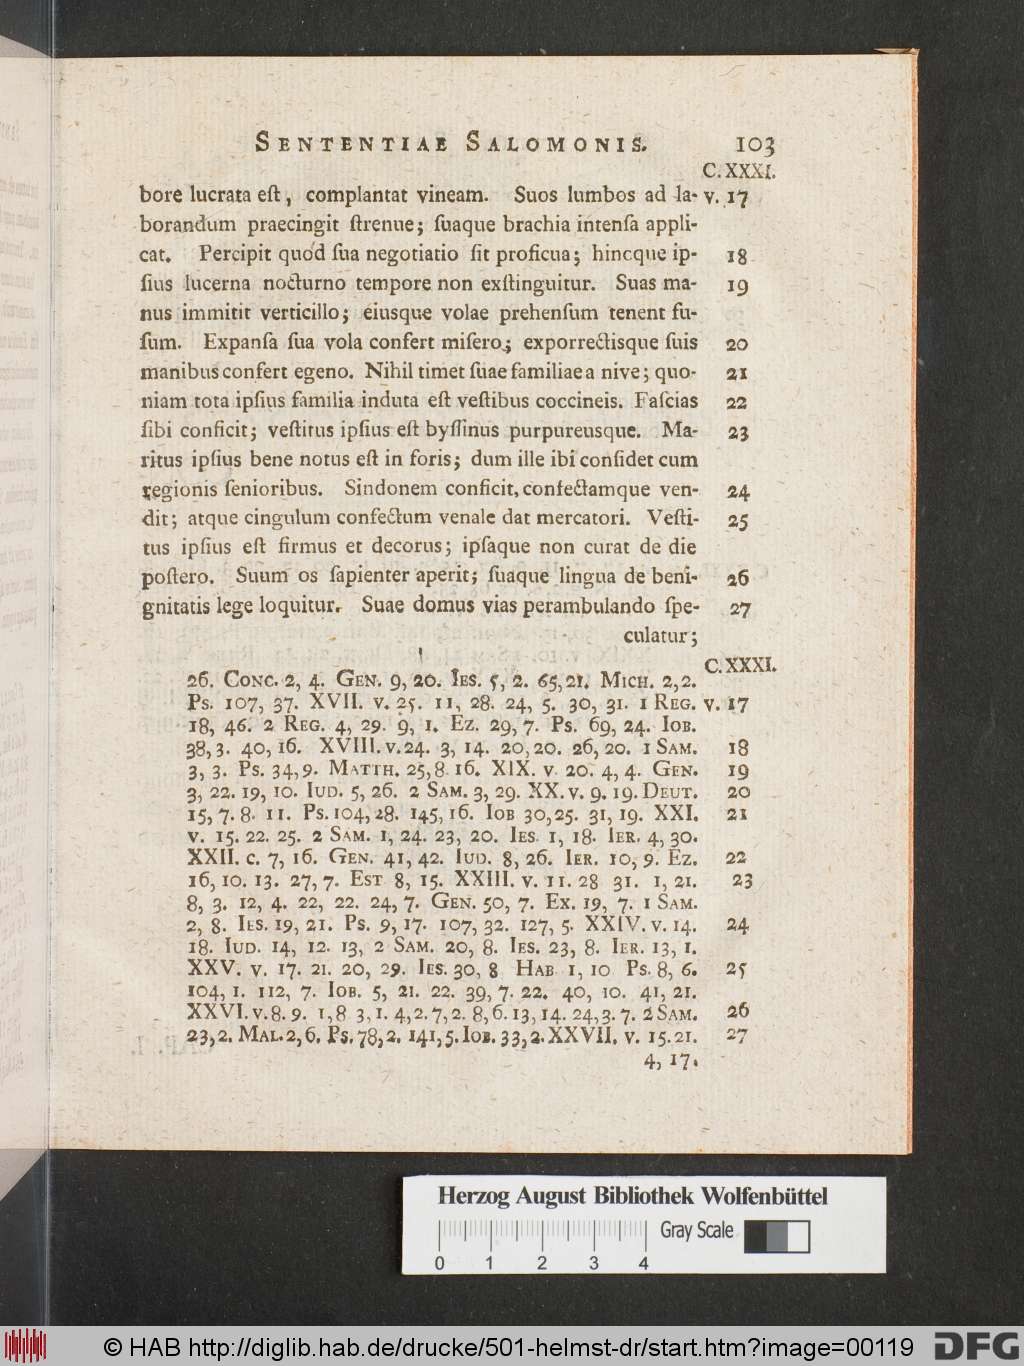 SENTENTIAE SALOMONIS. 103
C. XXXI.
bore lucrata eſt, complantat vineam. Suos lumbos ad la- v. 17
borandum praecingit ſtrenue; ſuaque brachia intenſa appli-
cat. Percipit quod ſua negotiatio ſit proficua; hincque ip- 18
ſius lucerna nocturno tempore non exſtinguitur. Suas ma- 19
nus immitit verticillo; eiusque volae prehenſum tenent fu-
ſum. Expanſa ſua vola confert miſero; exporrectisque ſuis 20
manibus confert egeno. Nihil timet ſuae familiae a nive; quo- 21
niam tota ipſius familia induta eſt veſtibus coccineis. Faſcias 22
ſibi conficit; veſtitus ipſius eſt byſſinus purpureusque. Ma- 23
ritus ipſius bene notus eſt in foris; dum ille ibi conſidet cum
regionis ſenioribus. Sindonem conficit, confectamque ven- 24
dit; atque cingulum confectum venale dat mercatori. Veſti- 25
tus ipſius eſt firmus et decorus; ipſaque non curat de die
poſtero. Suum os ſapienter aperit; ſuaque lingua de beni- 26
gnitatis lege loquitur. Suae domus vias perambulando ſpe- 27
culatur;
C. XXXI.
26. CONC. 2, 4. GEN. 9, 20. IES. 5, 2. 65, 21. MICH. 2, 2.
PS. 107, 37. XVII. v. 25. 11, 28. 24, 5. 30, 31. 1 REG. v. 17
18, 46. 2 REG. 4, 29. 9, 1. EZ. 29, 7. PS. 69, 24. IOB.
38, 3. 40, 16. XVIII. v. 24. 3, 14. 20, 20. 26, 20. 1 SAM. 18
3, 3. PS. 34, 9. MATTH. 25, 8. 16. XIX. v. 20. 4, 4. GEN. 19
3, 22. 19, 10. IUD. 5, 26. 2 SAM. 3, 29. XX. v. 9. 19. DEUT. 20
15, 7. 8. 11. PS. 104, 28. 145, 16. IOB 30, 25. 31, 19. XXI. 21
v. 15. 22. 25. 2 SAM. 1, 24. 23, 20. IES. 1, 18. IER. 4, 30.
XXII. c. 7, 16. GEN. 41, 42. IUD. 8, 26. IER. 10, 9. EZ. 22
16, 10. 13. 27, 7. EST 8, 15. XXIII. v. 11. 28 31. 1, 21. 23
8, 3. 12, 4. 22, 22. 24, 7. GEN. 50, 7. EX. 19, 7. 1 SAM.
2, 8. IES. 19, 21. PS. 9, 17. 107, 32. 127, 5. XXIV. v. 14. 24
18. IUD. 14, 12. 13, 2 SAM. 20, 8. IES. 23, 8. IER. 13, 1.
XXV. v. 17. 21. 20, 29. IES. 30, 8 HAB 1, 10 PS. 8, 6. 25
104, 1. 112, 7. IOB. 5, 21. 22. 39, 7. 22. 40, 10. 41, 21.
XXVI. v. 8. 9. 1, 8 3, 1. 4, 2. 7, 2. 8, 6. 13, 14. 24, 3. 7. 2 SAM. 26
23, 2. MAL. 2, 6. PS. 78, 2. 141, 5. IOB. 33, 2. XXVII. v. 15. 21. 27
4, 17.
Herzog August Bibliothek Wolfenbüttel
Gray Scale
0 1 2 3 4
© HAB http://diglib.hab.de/drucke/501-helmst-dr/start.htm?image=00119 DFG